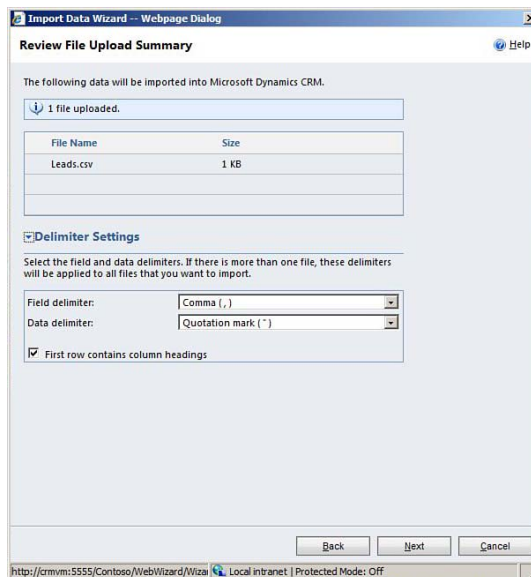 Import Data Wizard -- Webpage Dialog
Review File Upload Summary
Help
The following data will be imported into Microsoft Dynamics CRM.
1 file uploaded.
File Name Size
Leads.csv 1 KB
Delimiter Settings
Select the field and data delimiters. If there is more than one file, these delimiters
will be applied to all files that you want to import.
Field delimiter: Comma ( , )
Data delimiter: Quotation mark ( " )
First row contains column headings
Back Next Cancel
http://crmvm:5555/Contoso/WebWizard/Wizar Local intranet | Protected Mode: Off